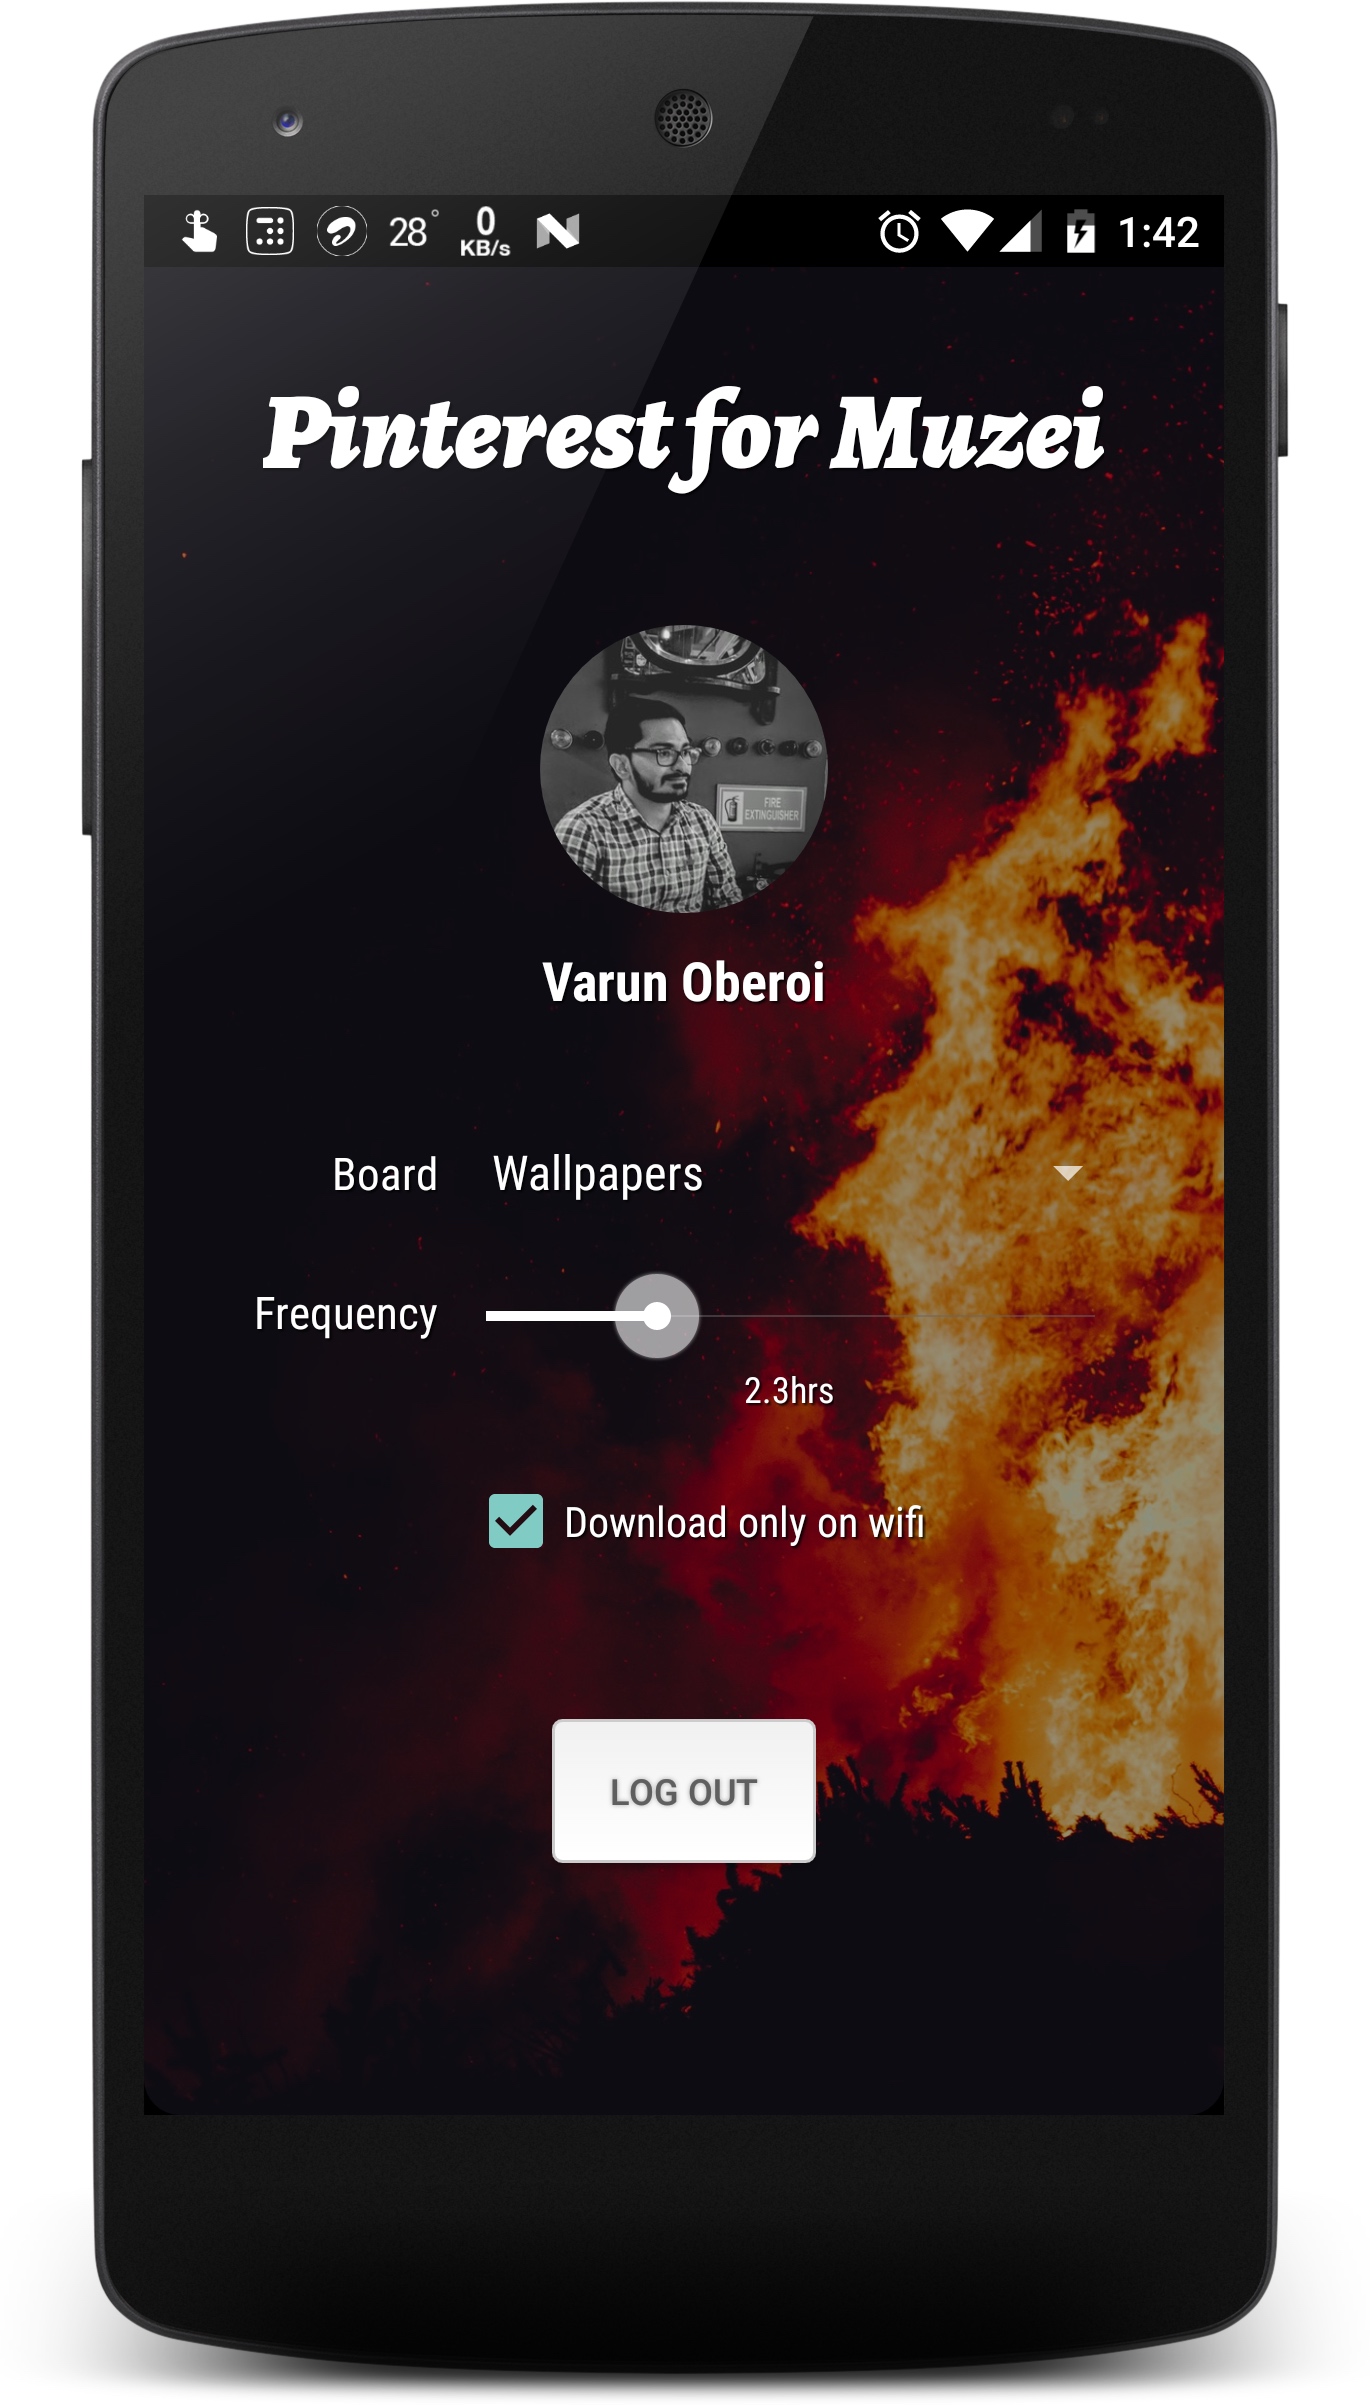 28° 0 KB/s 1:42
Pinterest for Muzei
FIRE
EXTINGUISHER
Varun Oberoi
Board Wallpapers
Frequency
2.3hrs
Download only on wifi
LOG OUT